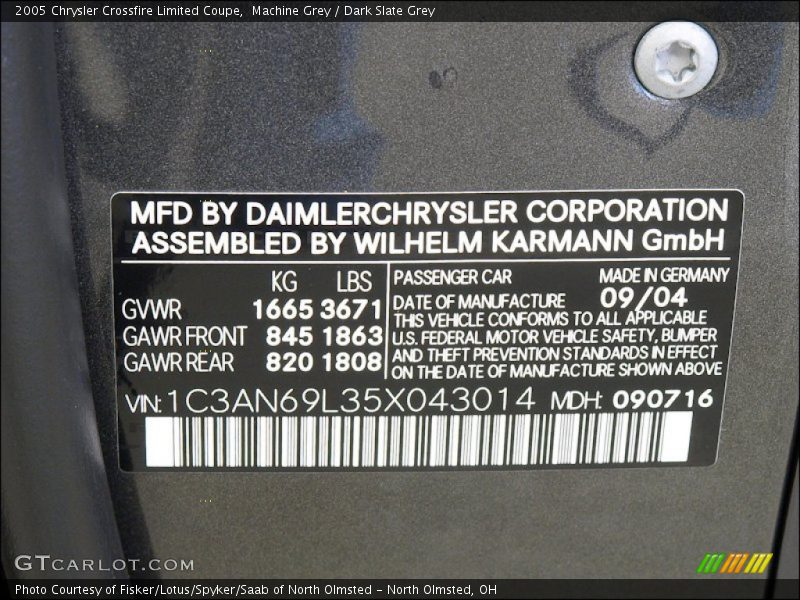 2005 Chrysler Crossfire Limited Coupe,  Machine Grey / Dark Slate Grey
MFD BY DAIMLERCHRYSLER CORPORATION
ASSEMBLED BY WILHELM KARMANN GmbH
KG LBS
GVWR 1665 3671
GAWR FRONT 845 1863
GAWR REAR 820 1808
PASSENGER CAR MADE IN GERMANY
DATE OF MANUFACTURE 09/04
THIS VEHICLE CONFORMS TO ALL APPLICABLE
U.S. FEDERAL MOTOR VEHICLE SAFETY, BUMPER
AND THEFT PREVENTION STANDARDS IN EFFECT
ON THE DATE OF MANUFACTURE SHOWN ABOVE
VIN: 1C3AN69L35X043014 MDH: 090716
GTCARLOT.COM
Photo Courtesy of Fisker/Lotus/Spyker/Saab of North Olmsted - North Olmsted, OH